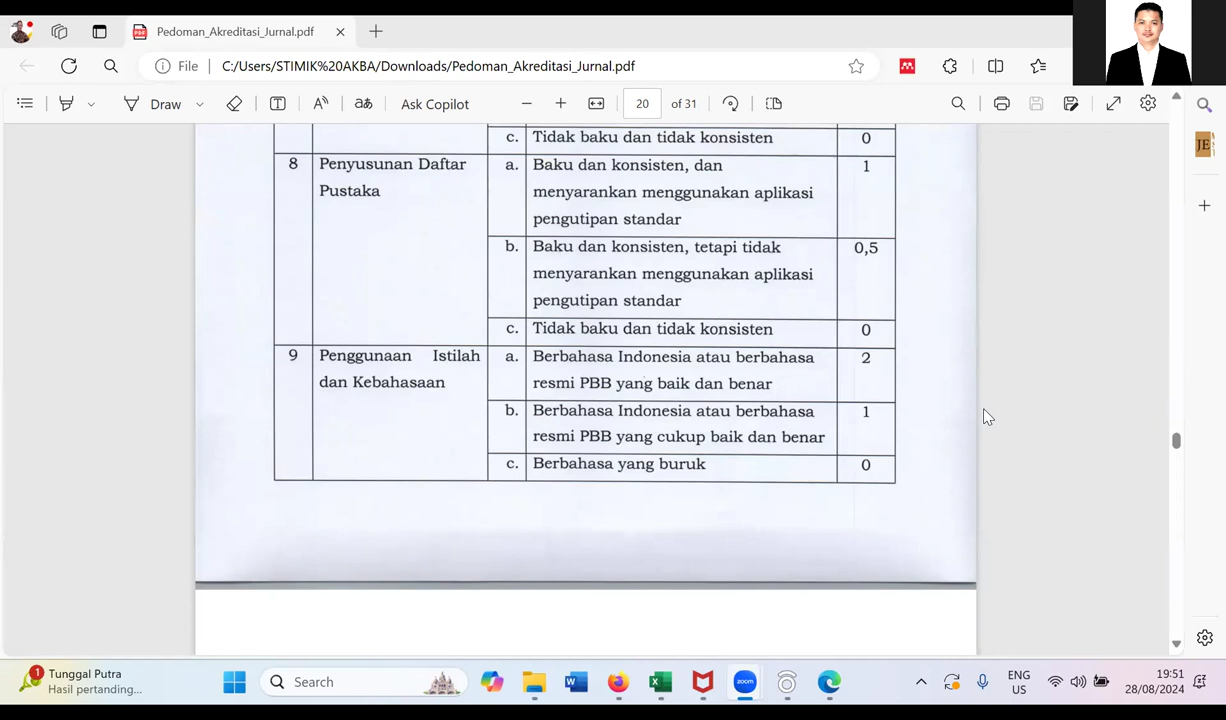 Pedoman_Akreditasi_Jurnal.pdf
File
C:/Users/STIMIK%20AKBA/Downloads/Pedoman_Akreditasi_Jurnal.pdf
Draw
Ask Copilot
20 of 31
c. Tidak baku dan tidak konsisten 0
8 Penyusunan Daftar Pustaka
a. Baku dan konsisten, dan 1
menyarankan menggunakan aplikasi
pengutipan standar
b. Baku dan konsisten, tetapi tidak 0,5
menyarankan menggunakan aplikasi
pengutipan standar
c. Tidak baku dan tidak konsisten 0
9 Penggunaan Istilah dan Kebahasaan
a. Berbahasa Indonesia atau berbahasa 2
resmi PBB yang baik dan benar
b. Berbahasa Indonesia atau berbahasa 1
resmi PBB yang cukup baik dan benar
c. Berbahasa yang buruk 0
JE
1
Tunggal Putra
Hasil pertanding...
Search
zoom
ENG
US
19:51
28/08/2024